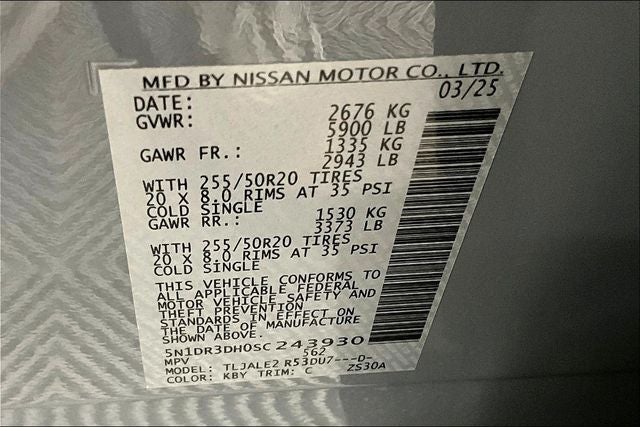 MFD BY NISSAN MOTOR CO., LTD.
DATE: 03/25
GVWR: 2676 KG
5900 LB
GAWR FR.: 1335 KG
2943 LB
WITH 255/50R20 TIRES
20 X 8.0 RIMS AT 35 PSI
COLD SINGLE
GAWR RR.: 1530 KG
3373 LB
WITH 255/50R20 TIRES
20 X 8.0 RIMS AT 35 PSI
COLD SINGLE
THIS VEHICLE CONFORMS TO
ALL APPLICABLE FEDERAL
MOTOR VEHICLE SAFETY AND
THEFT PREVENTION
STANDARDS IN EFFECT ON
THE DATE OF MANUFACTURE
SHOWN ABOVE.
5N1DR3DH0SC243930
MPV 562
MODEL: TLJALE2 R53DU7---D-
COLOR: KBY TRIM: C ZS30A